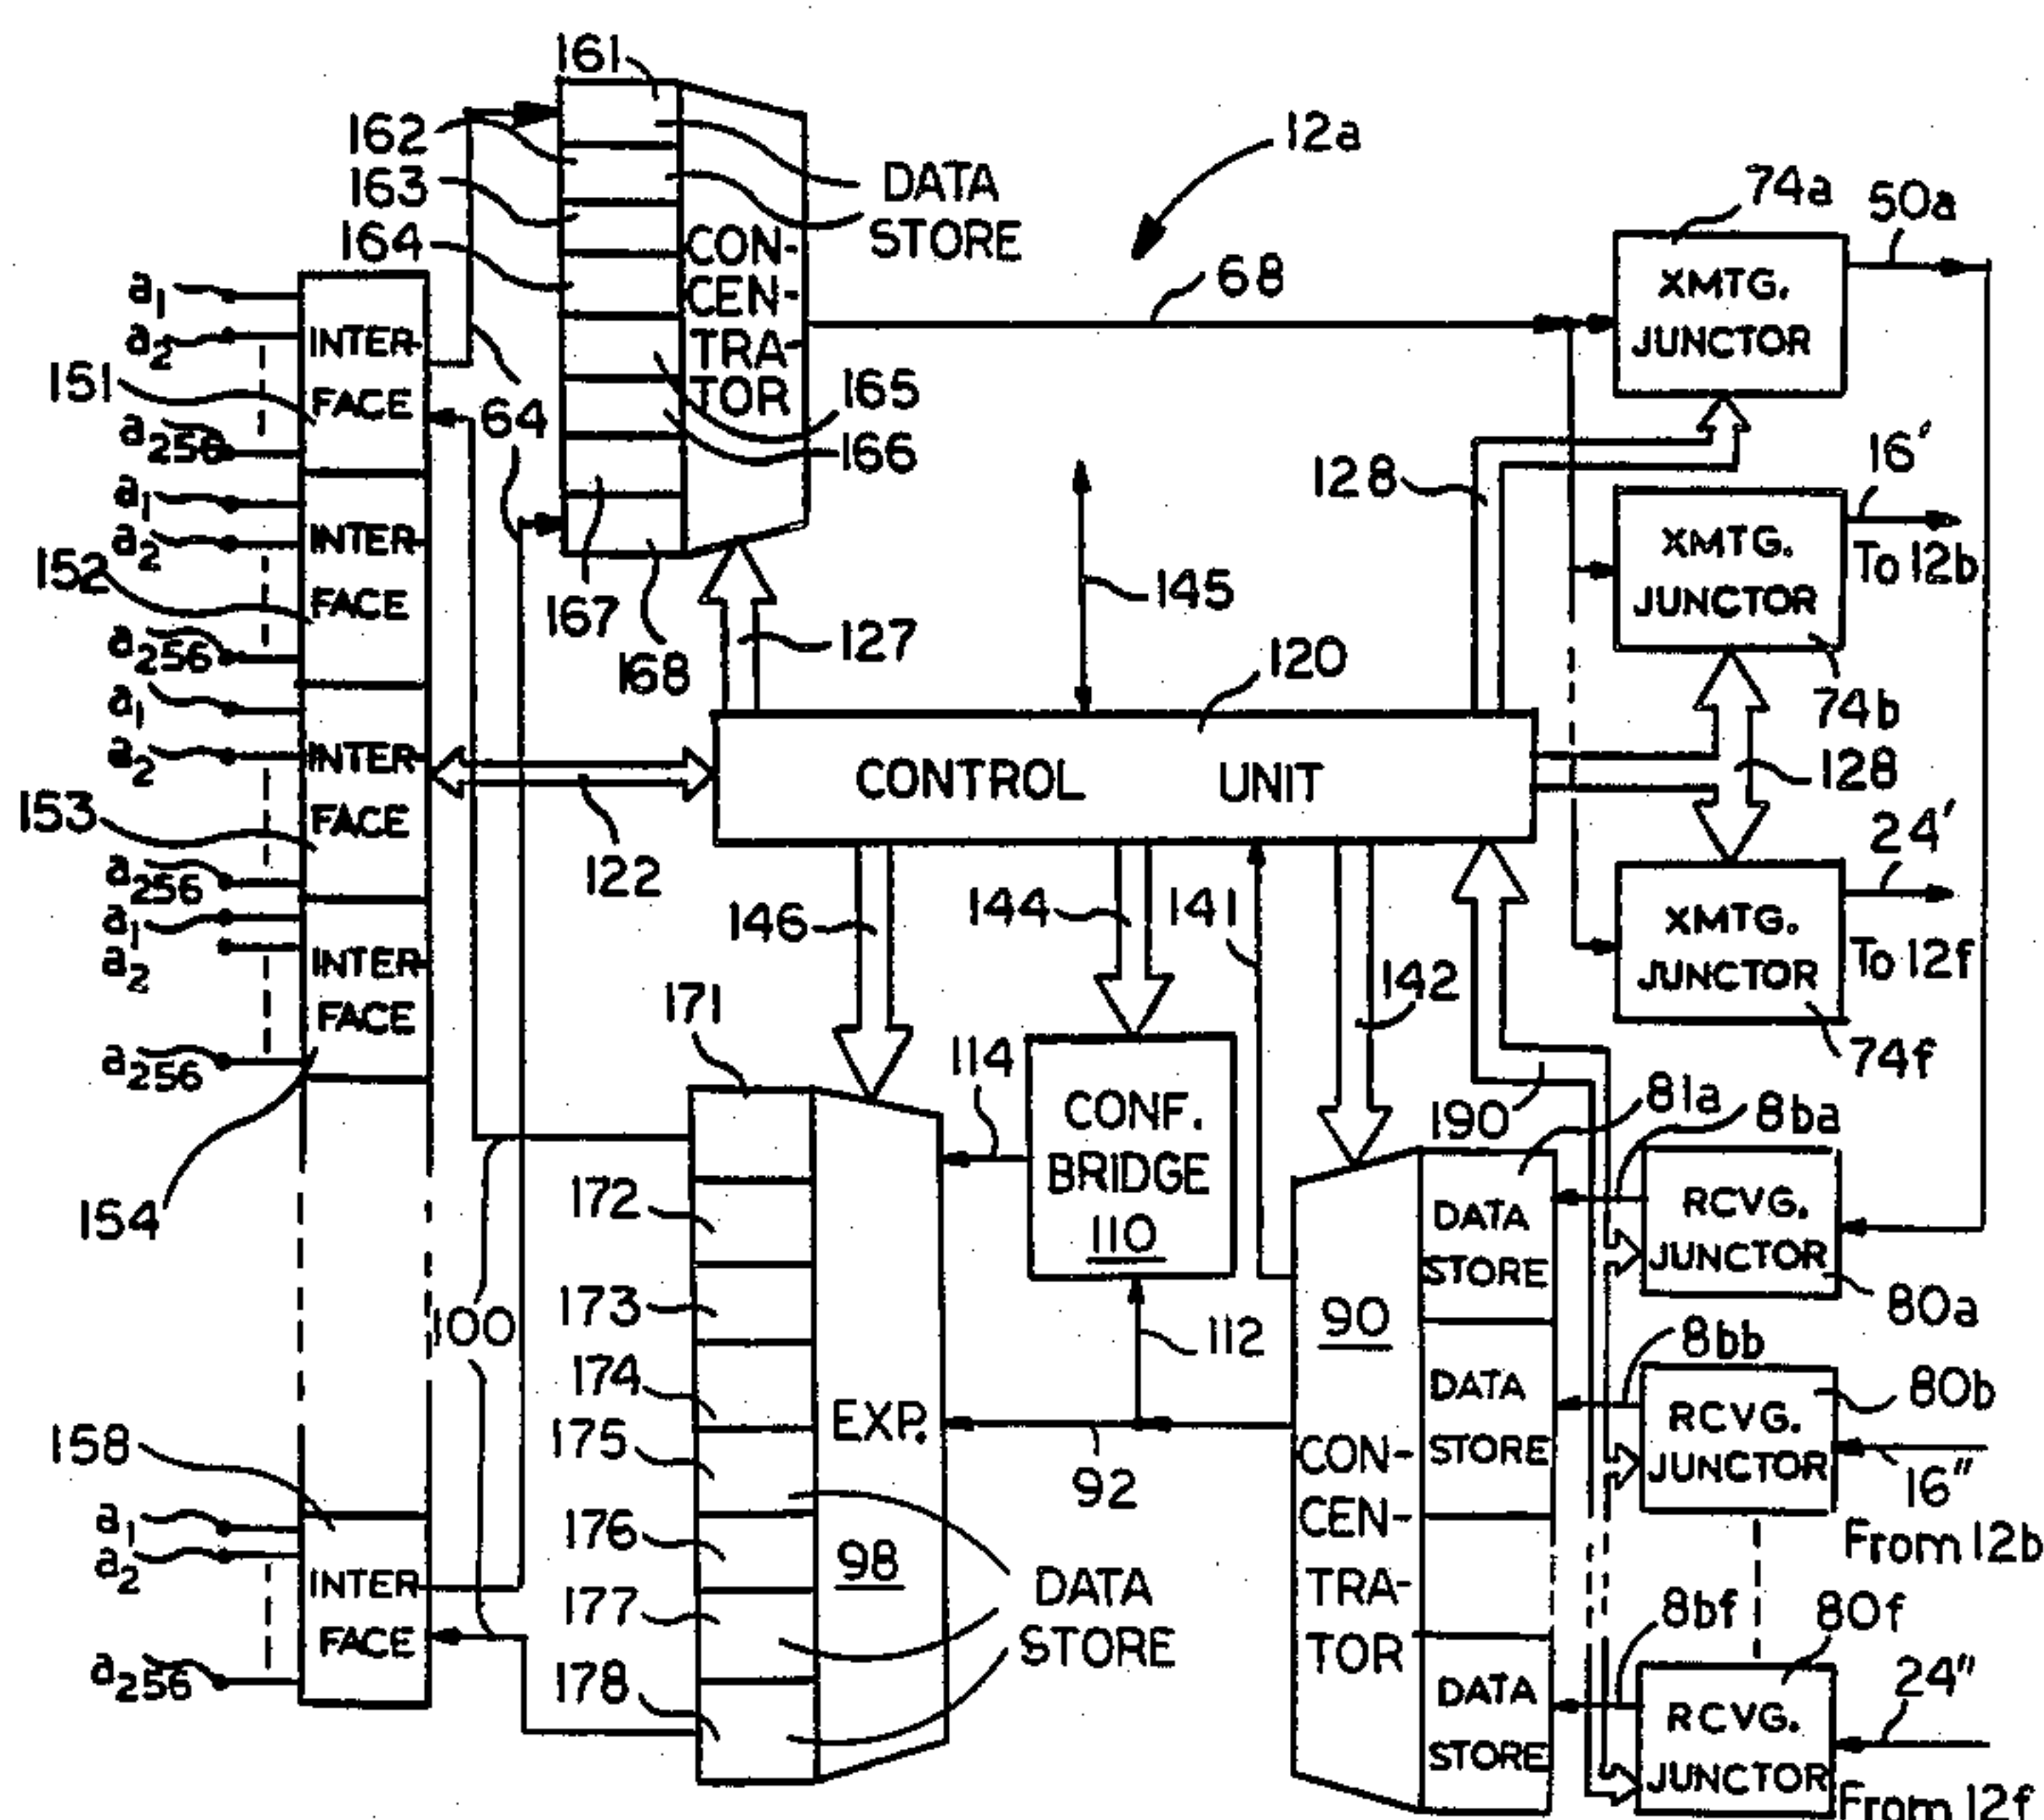 161
162
163
164
DATA
STORE
CON-
CEN-
TRA-
TOR
165
166
167
168
12a
68
74a
50a
XMTG.
JUNCTOR
16'
To 12b
XMTG.
JUNCTOR
74b
128
128
24'
To 12f
XMTG.
JUNCTOR
74f
a1
a2
a256
INTER-
FACE
151
64
a1
a2
a256
INTER-
FACE
152
a1
a2
a256
INTER
FACE
153
a1
a2
a256
INTER-
FACE
154
127
145
120
CONTROL UNIT
122
146
144
141
142
190
171
172
173
174
175
176
177
178
100
EXP.
98
DATA
STORE
114
CONF.
BRIDGE
110
112
92
90
CON-
CEN-
TRA-
TOR
DATA
STORE
DATA
STORE
DATA
STORE
81a
8ba
RCVG.
JUNCTOR
80a
8bb
RCVG.
JUNCTOR
80b
16"
From 12b
8bf
RCVG.
JUNCTOR
80f
24"
From 12f
158
a1
a2
a256
INTER
FACE